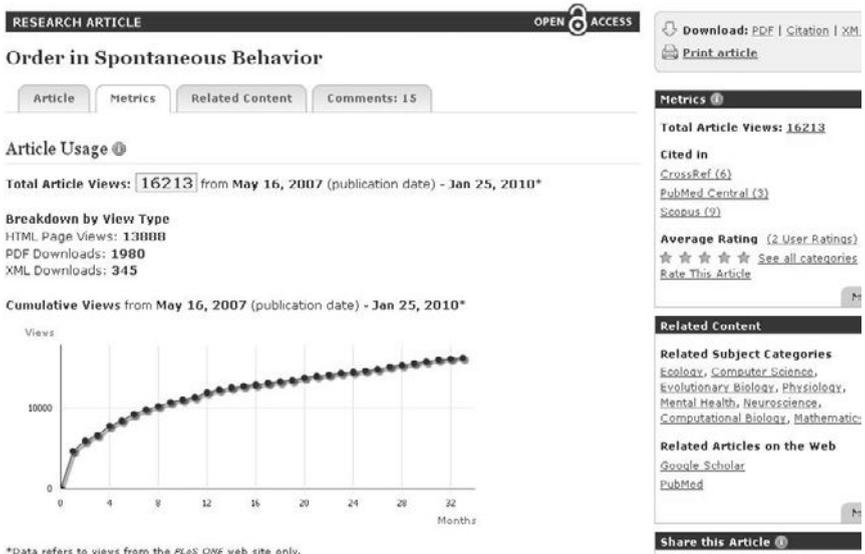 RESEARCH ARTICLE
OPEN ACCESS
Order in Spontaneous Behavior
Article
Metrics
Related Content
Comments: 15
Article Usage
Total Article Views: 16213 from May 16, 2007 (publication date) - Jan 25, 2010*
Breakdown by View Type
HTML Page Views: 13888
PDF Downloads: 1980
XML Downloads: 345
Cumulative Views from May 16, 2007 (publication date) - Jan 25, 2010*
Views
10000
0
0 4 8 12 16 20 24 28 32
Months
*Data refers to views from the PLoS ONE web site only.
Download: PDF | Citation | XM
Print article
Metrics
Total Article Views: 16213
Cited in
CrossRef (6)
PubMed Central (3)
Scopus (9)
Average Rating (2 User Ratings)
See all categories
Rate This Article
Related Content
Related Subject Categories
Ecology, Computer Science,
Evolutionary Biology, Physiology,
Mental Health, Neuroscience,
Computational Biology, Mathematic
Related Articles on the Web
Google Scholar
PubMed
Share this Article